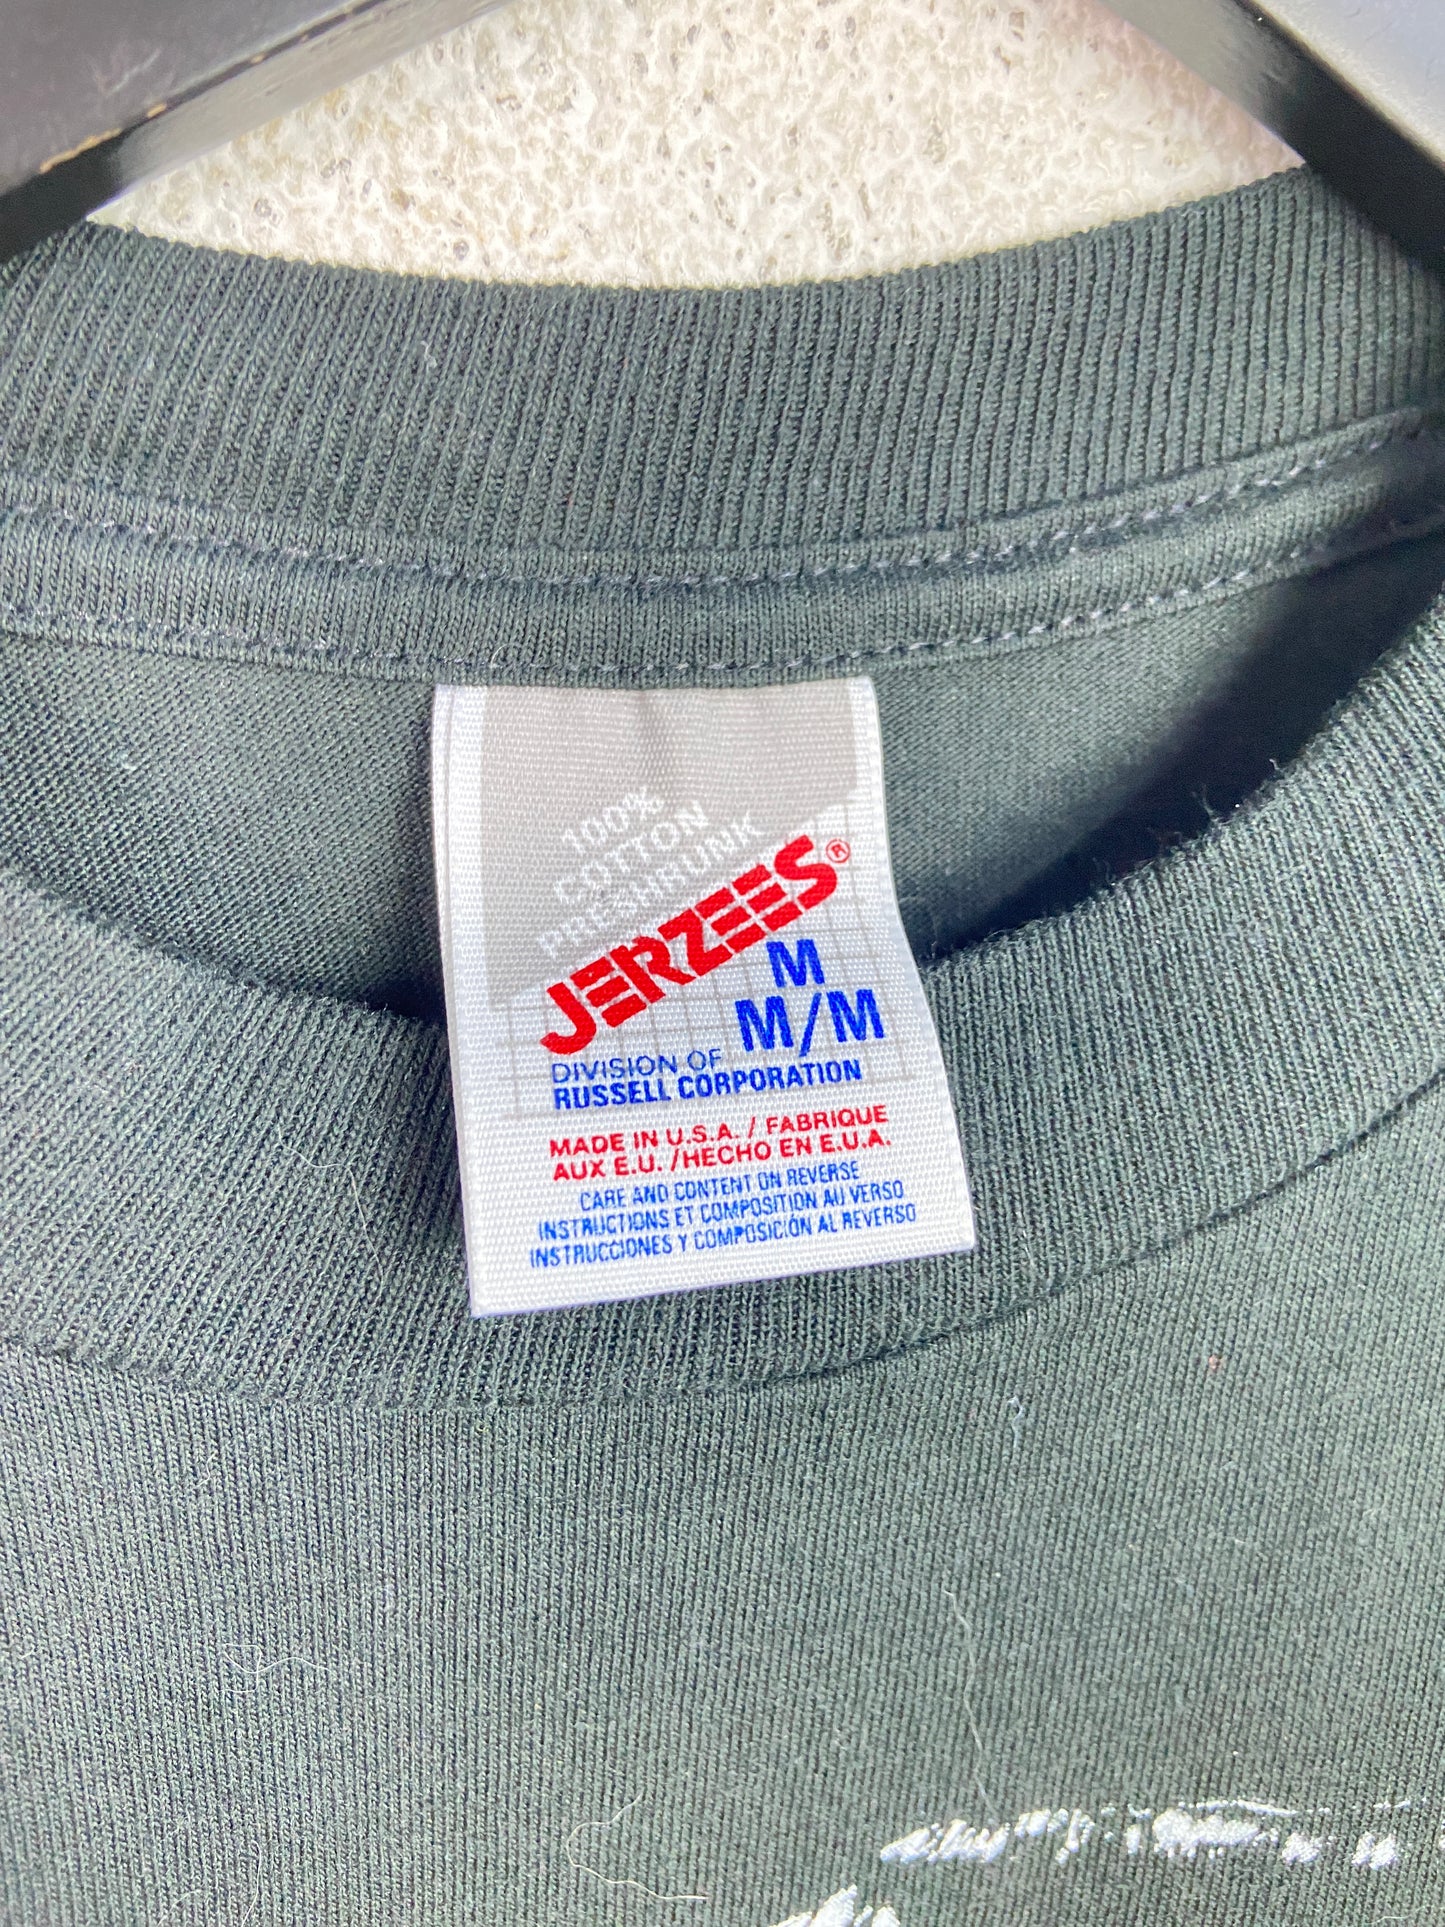 100%
COTTON
PRESHRUNK
JERZEES®
M
M/M
DIVISION OF
RUSSELL CORPORATION
MADE IN U.S.A. / FABRIQUE
AUX E.U. /HECHO EN E.U.A.
CARE AND CONTENT ON REVERSE
INSTRUCTIONS ET COMPOSITION AU VERSO
INSTRUCCIONES Y COMPOSICIÓN AL REVERSO